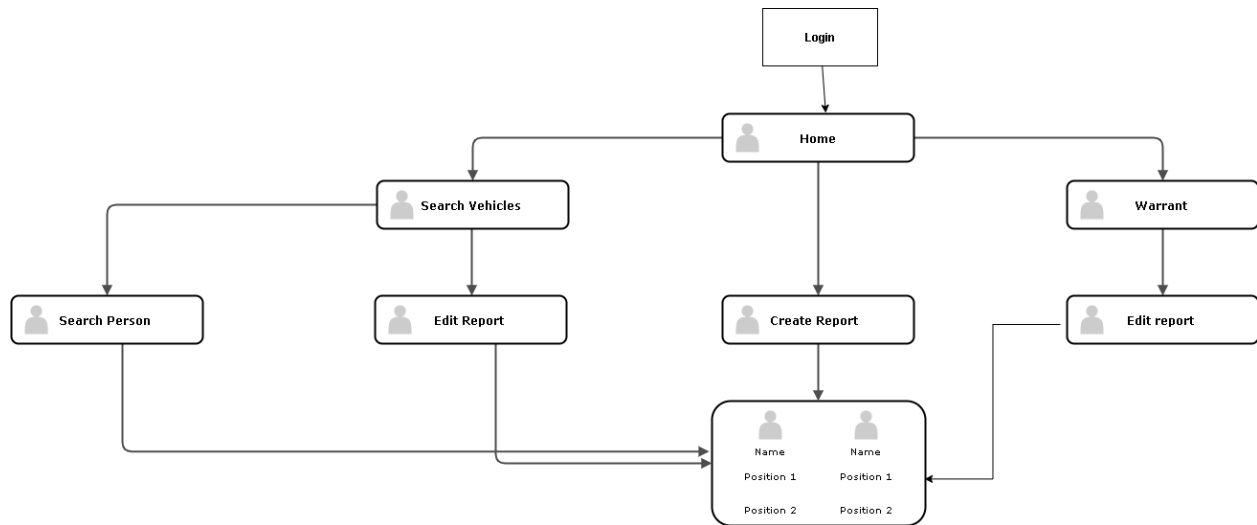 Login
Home
Search Vehicles
Warrant
Search Person
Edit Report
Create Report
Edit report
Name
Name
Position 1
Position 1
Position 2
Position 2